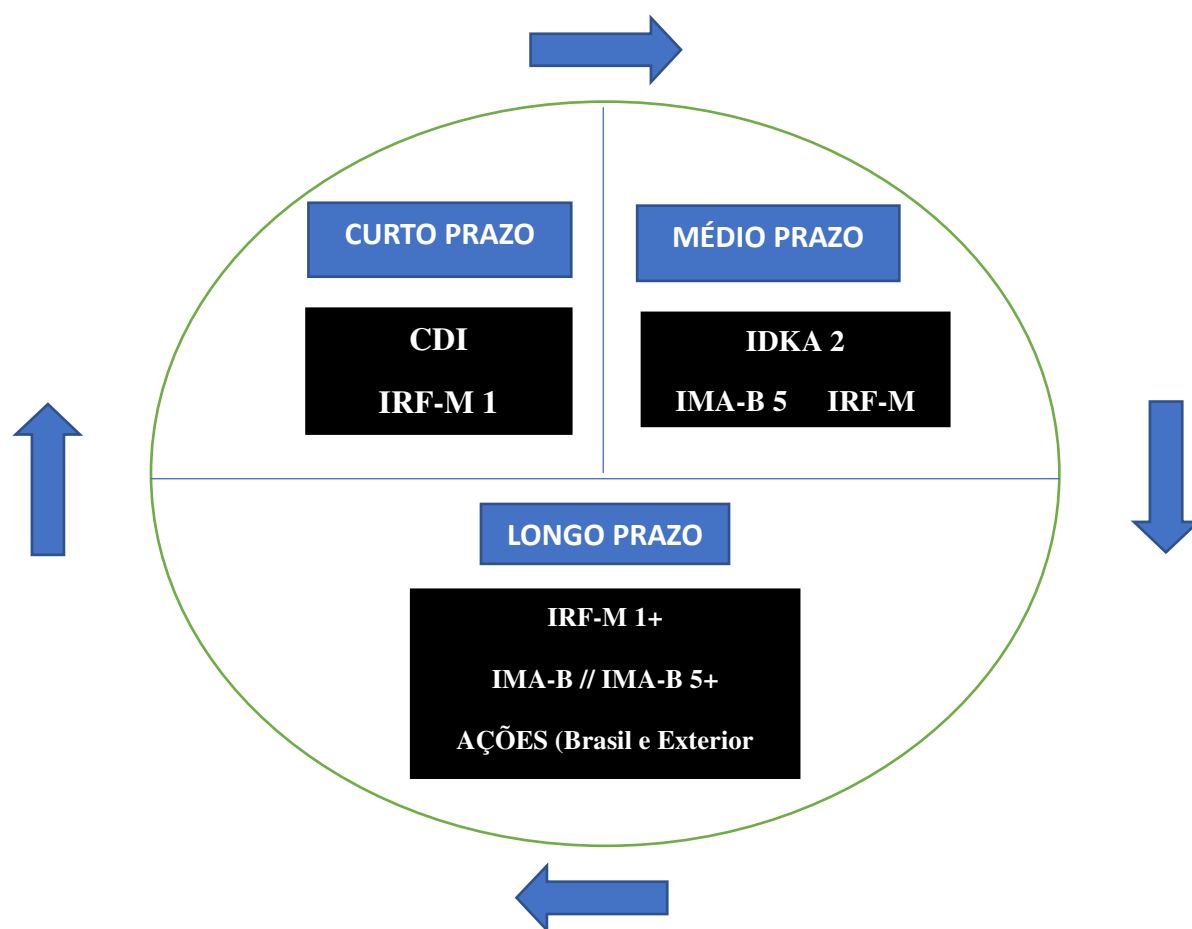 CURTO PRAZO
CDI
IRF-M 1
MÉDIO PRAZO
IDKA 2
IMA-B 5 IRF-M
LONGO PRAZO
IRF-M 1+
IMA-B // IMA-B 5+
AÇÕES (Brasil e Exterior